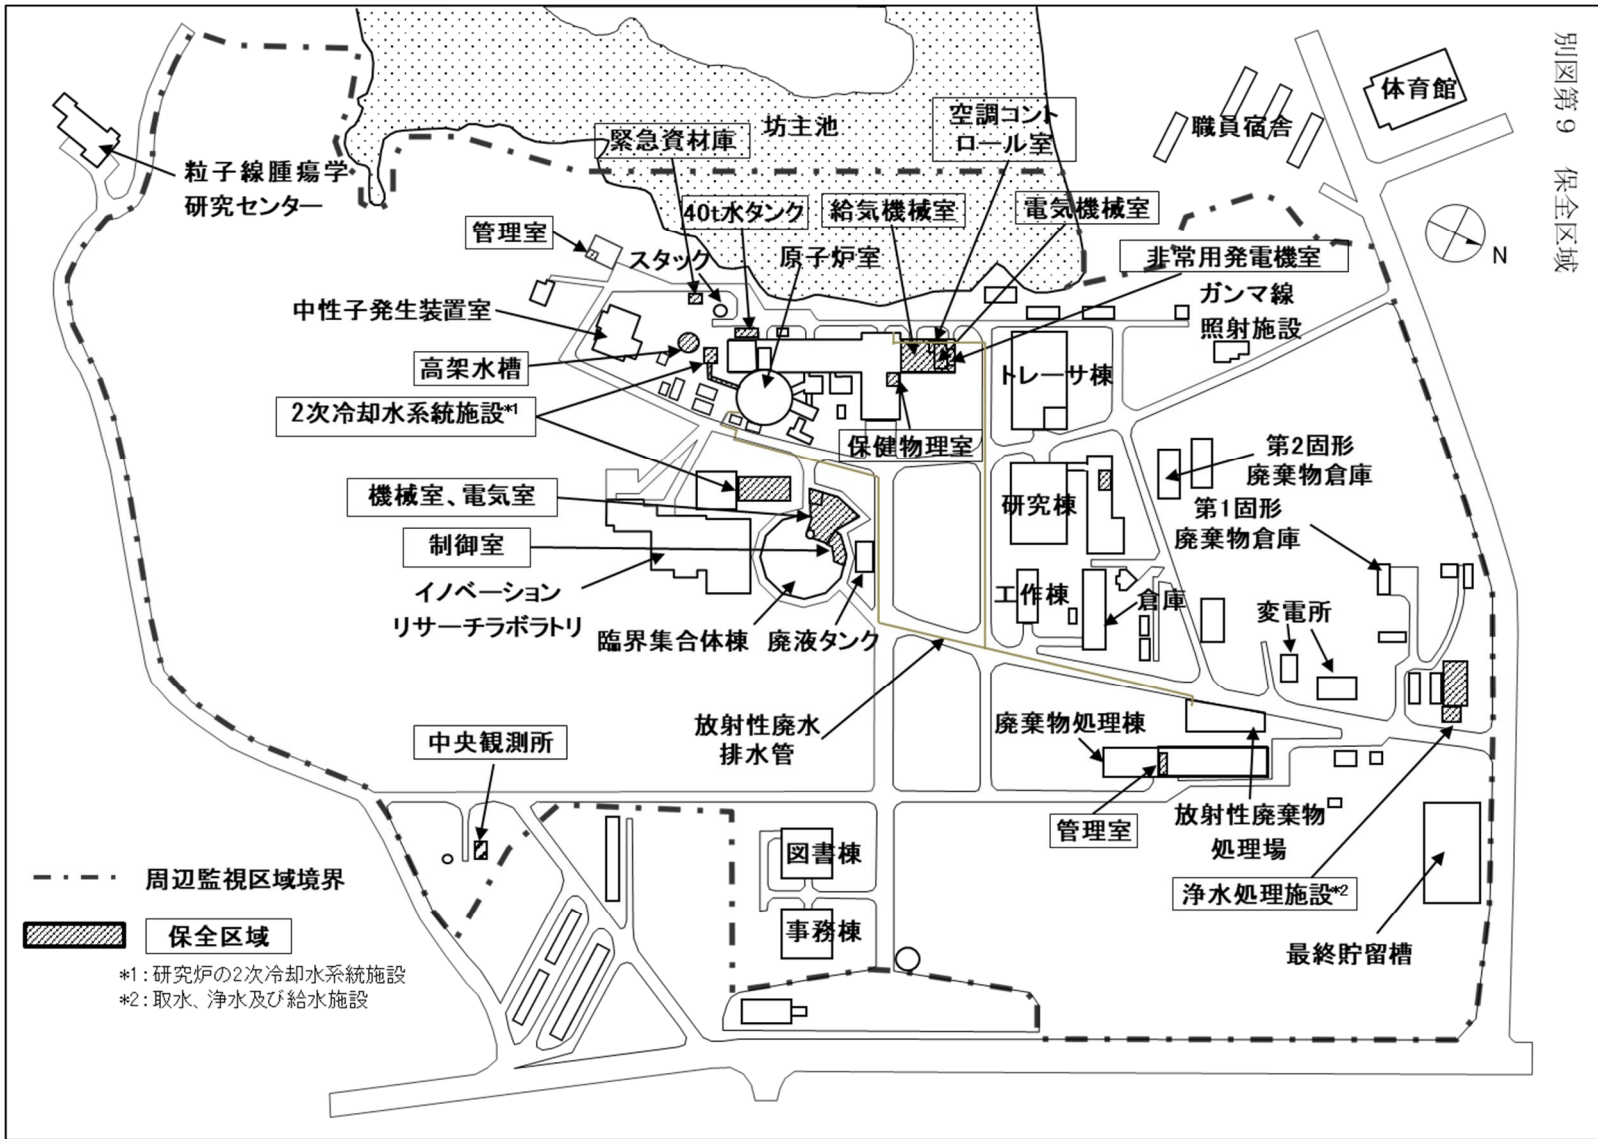 別図第9 保全区域
体育館
職員宿舎
坊主池
空調コント
ロール室
緊急資材庫
粒子線腫瘍学
研究センター
40t水タンク
給気機械室
電気機械室
管理室
スタック
原子炉室
非常用発電機室
N
中性子発生装置室
ガンマ線
照射施設
高架水槽
トレーサ棟
2次冷却水系統施設*1
保健物理室
第2固形
廃棄物倉庫
機械室、電気室
研究棟
第1固形
廃棄物倉庫
制御室
イノベーション
リサーチラボラトリ
工作棟
倉庫
変電所
臨界集合体棟
廃液タンク
放射性廃水
排水管
廃棄物処理棟
中央観測所
管理室
放射性廃棄物
処理場
図書棟
周辺監視区域境界
浄水処理施設*2
保全区域
事務棟
最終貯留槽
*1:研究炉の2次冷却水系統施設
*2:取水、浄水及び給水施設